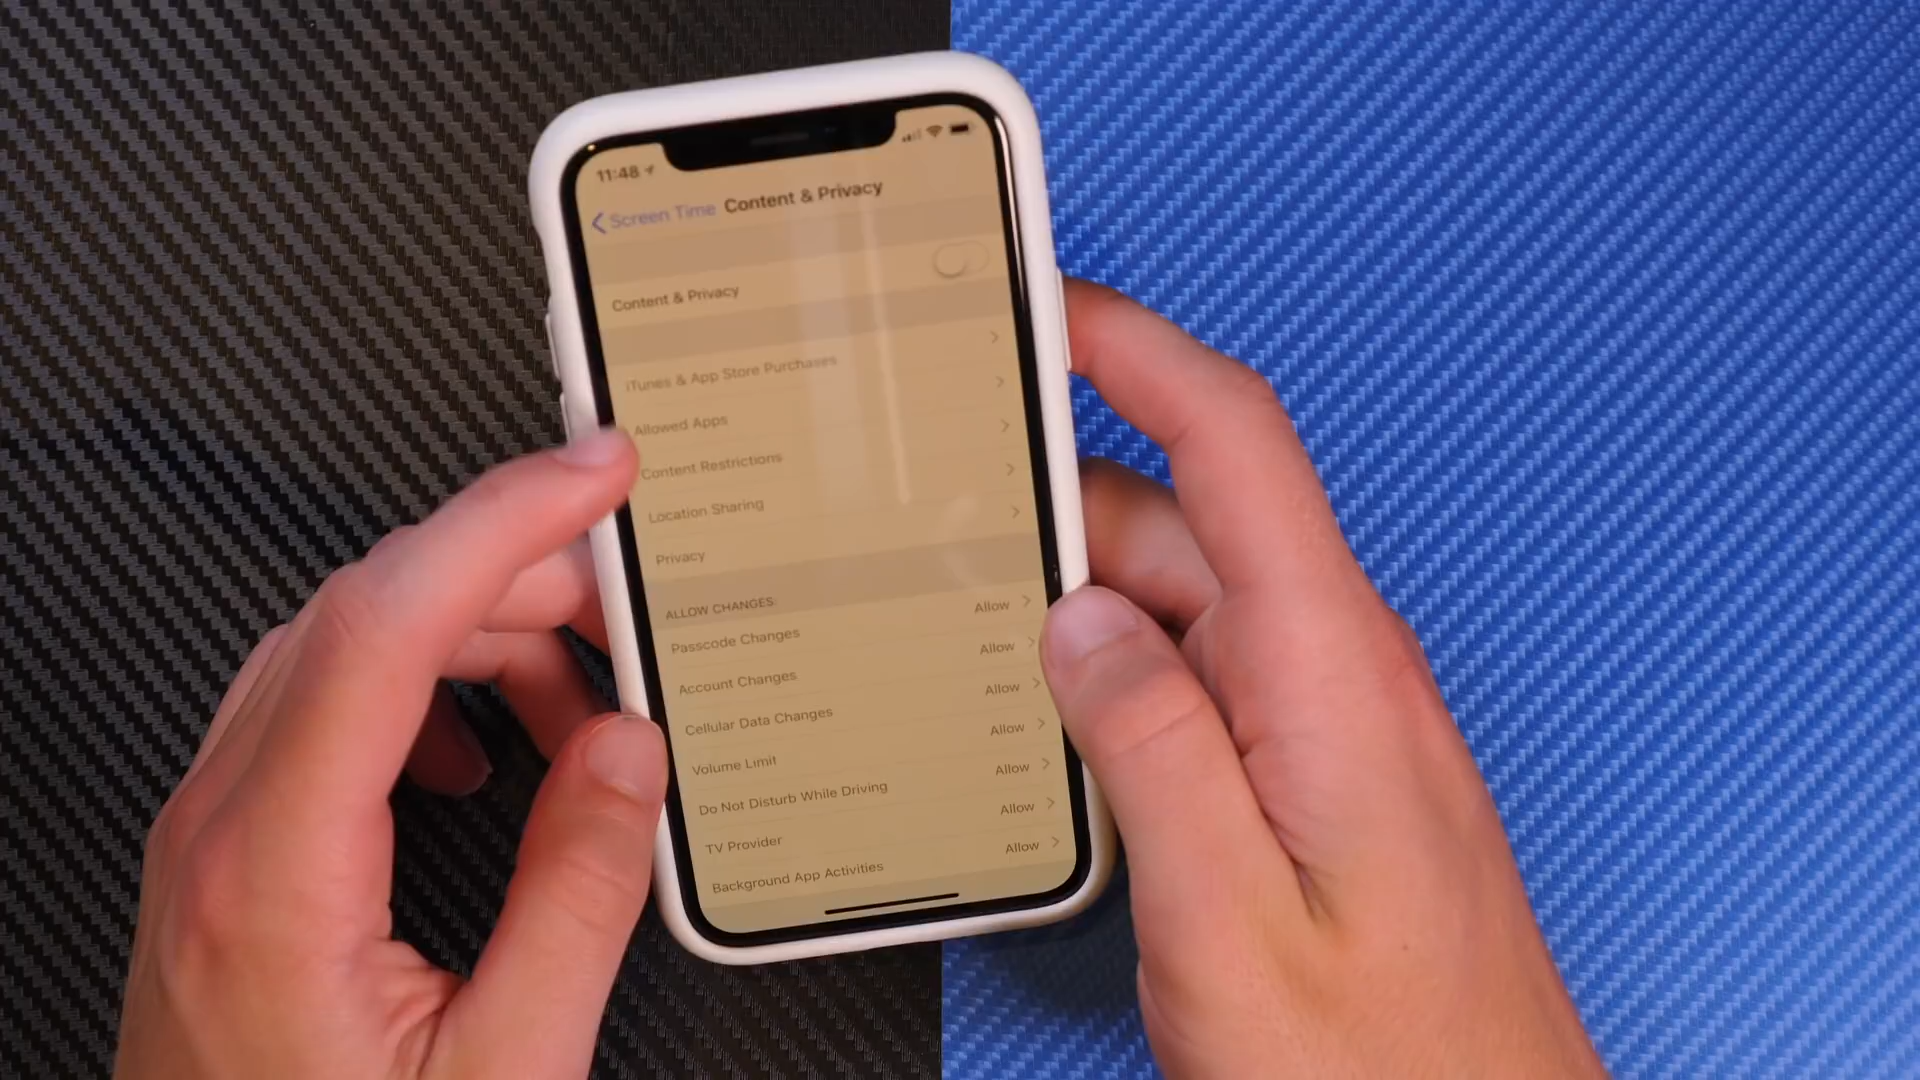 11:48
Screen Time Content & Privacy
Content & Privacy
iTunes & App Store Purchases
Allowed Apps
Content Restrictions
Location Sharing
Privacy
ALLOW CHANGES:
Passcode Changes Allow
Account Changes Allow
Cellular Data Changes Allow
Volume Limit Allow
Do Not Disturb While Driving Allow
TV Provider Allow
Background App Activities Allow